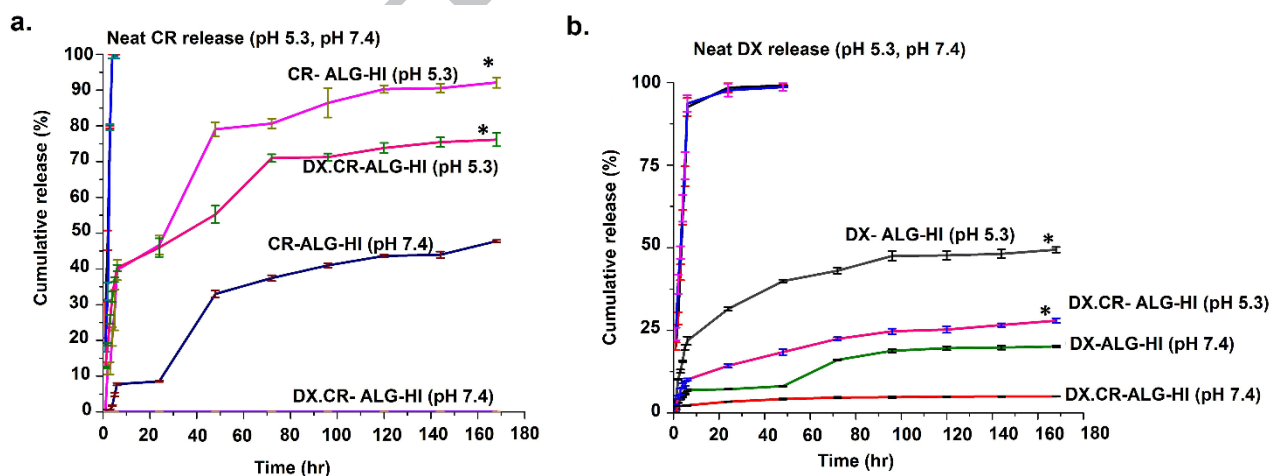 a.
Neat CR release (pH 5.3, pH 7.4)
100
90
80
70
60
50
40
30
20
10
0
Cumulative release (%)
CR- ALG-HI (pH 5.3)
*
*
DX.CR-ALG-HI (pH 5.3)
CR-ALG-HI (pH 7.4)
DX.CR- ALG-HI (pH 7.4)
0 20 40 60 80 100 120 140 160 180
Time (hr)
b.
Neat DX release (pH 5.3, pH 7.4)
100
75
50
25
0
Cumulative release (%)
DX- ALG-HI (pH 5.3)
*
DX.CR- ALG-HI (pH 5.3)
*
DX-ALG-HI (pH 7.4)
DX.CR-ALG-HI (pH 7.4)
0 20 40 60 80 100 120 140 160 180
Time (hr)